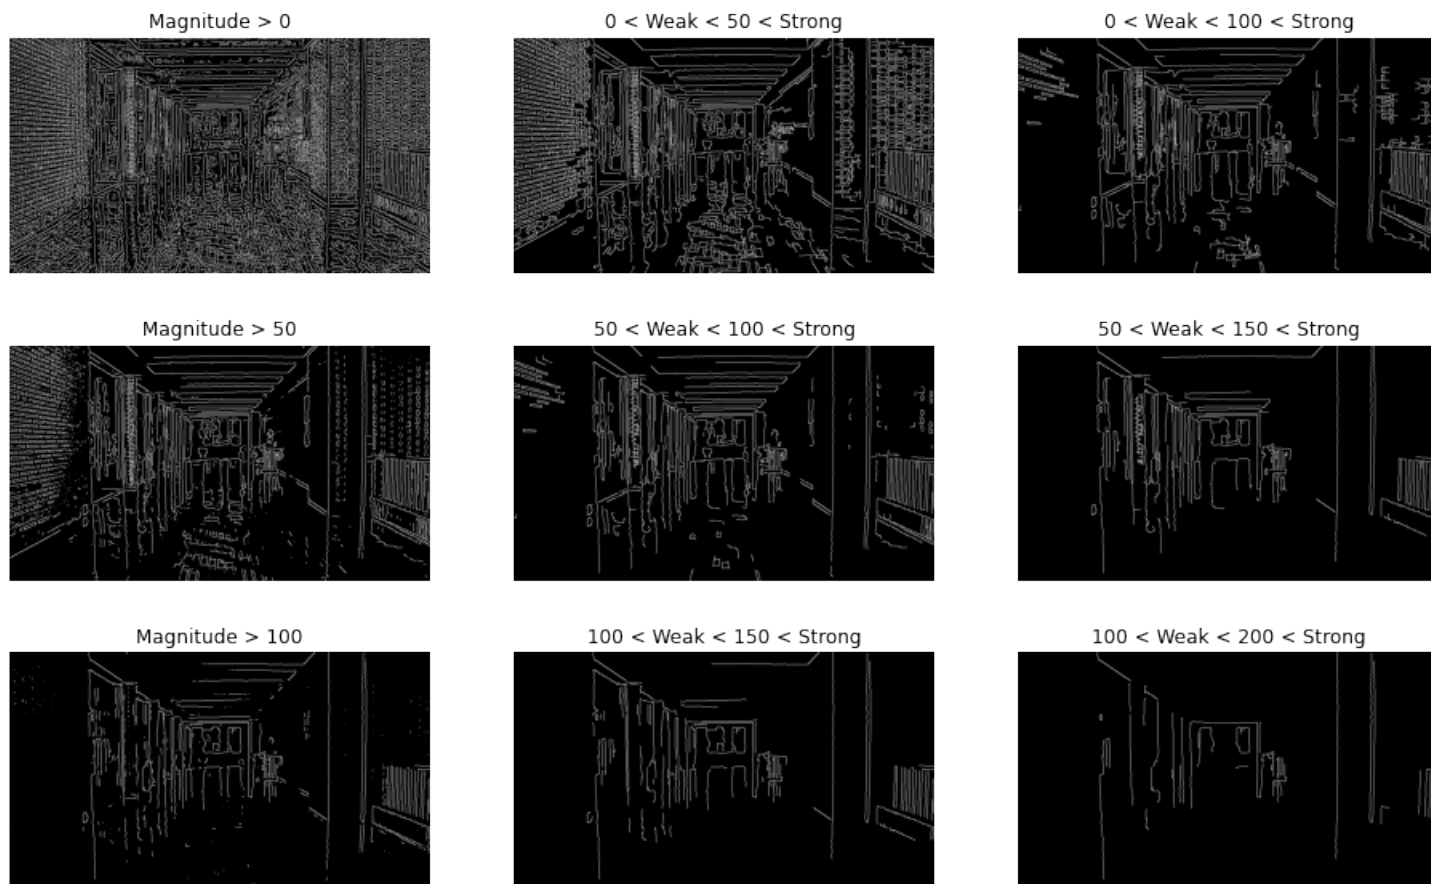 Magnitude > 0
0 < Weak < 50 < Strong
0 < Weak < 100 < Strong
Magnitude > 50
50 < Weak < 100 < Strong
50 < Weak < 150 < Strong
Magnitude > 100
100 < Weak < 150 < Strong
100 < Weak < 200 < Strong